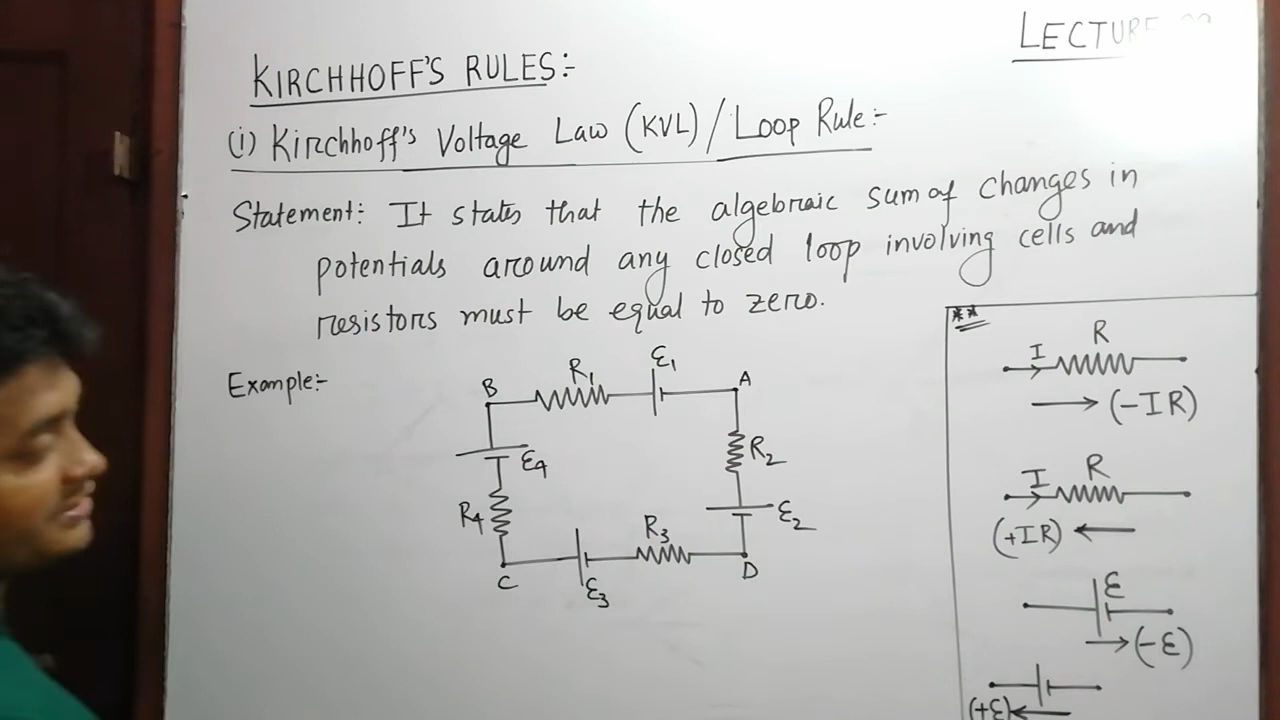 LECTURE
KIRCHHOFF'S RULES:-
(i) Kirchhoff's Voltage Law (KVL) / Loop Rule:-
Statement: It states that the algebraic sum of changes in
potentials around any closed loop involving cells and
resistors must be equal to zero.
Example:-
B R₁ ε₁ A
ε₄ R₂
R₄ ε₂
R₃
C ε₃ D
**
I R
(-IR)
I R
(+IR)
ε
(-ε)
(+ε)